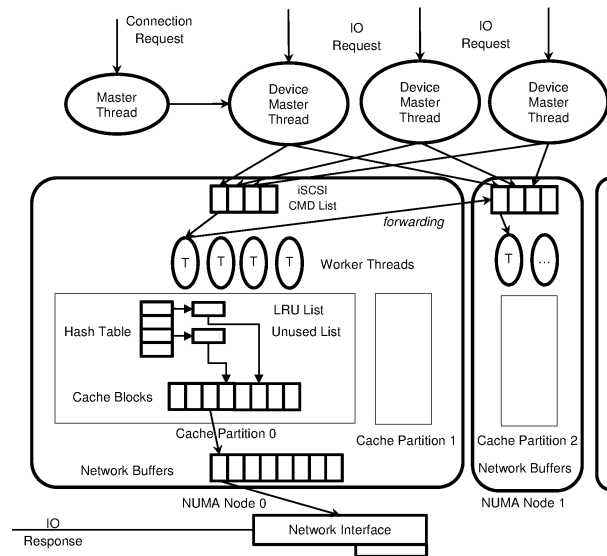 Connection
Request
IO
Request
IO
Request
Master
Thread
Device
Master
Thread
Device
Master
Thread
Device
Master
Thread
iSCSI
CMD List
forwarding
T
T
T
T
Worker Threads
T
...
LRU List
Hash Table
Unused List
Cache Blocks
Cache Partition 0
Cache Partition 1
Cache Partition 2
Network Buffers
Network Buffers
NUMA Node 0
NUMA Node 1
IO
Response
Network Interface